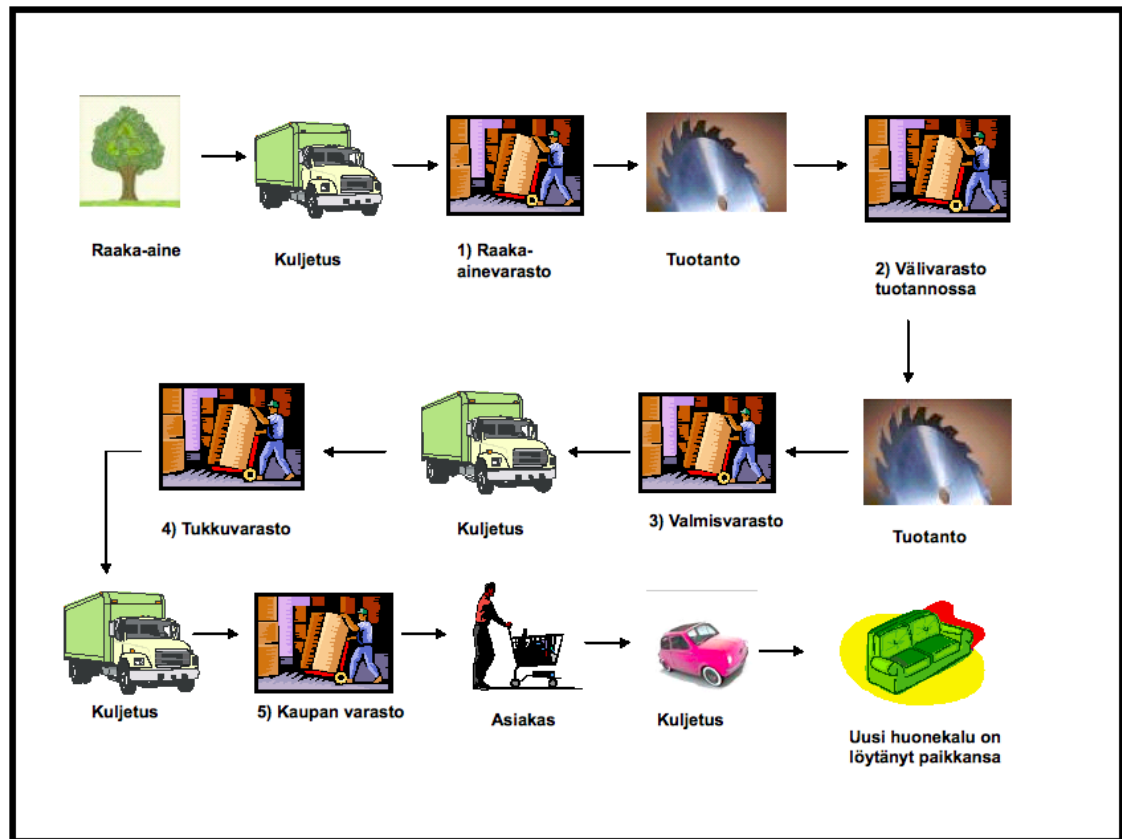 Raaka-aine
Kuljetus
1) Raaka-
ainevarasto
Tuotanto
2) Välivarasto
tuotannossa
4) Tukkuvarasto
Kuljetus
3) Valmisvarasto
Tuotanto
Kuljetus
5) Kaupan varasto
Asiakas
Kuljetus
Uusi huonekalu on
löytänyt paikkansa